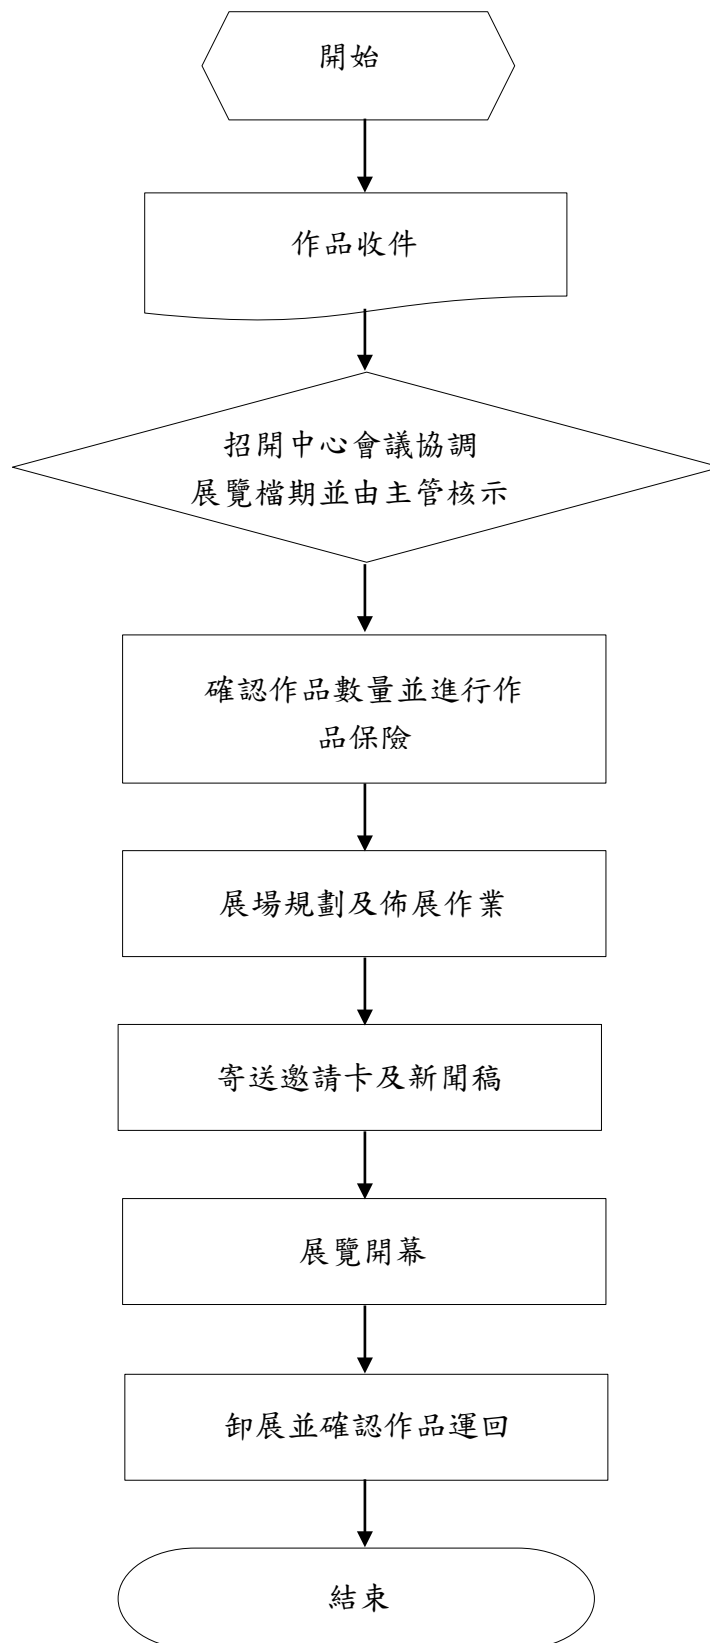 開始
作品收件
招開中心會議協調
展覽檔期並由主管核示
確認作品數量並進行作
品保險
展場規劃及佈展作業
寄送邀請卡及新聞稿
展覽開幕
卸展並確認作品運回
結束